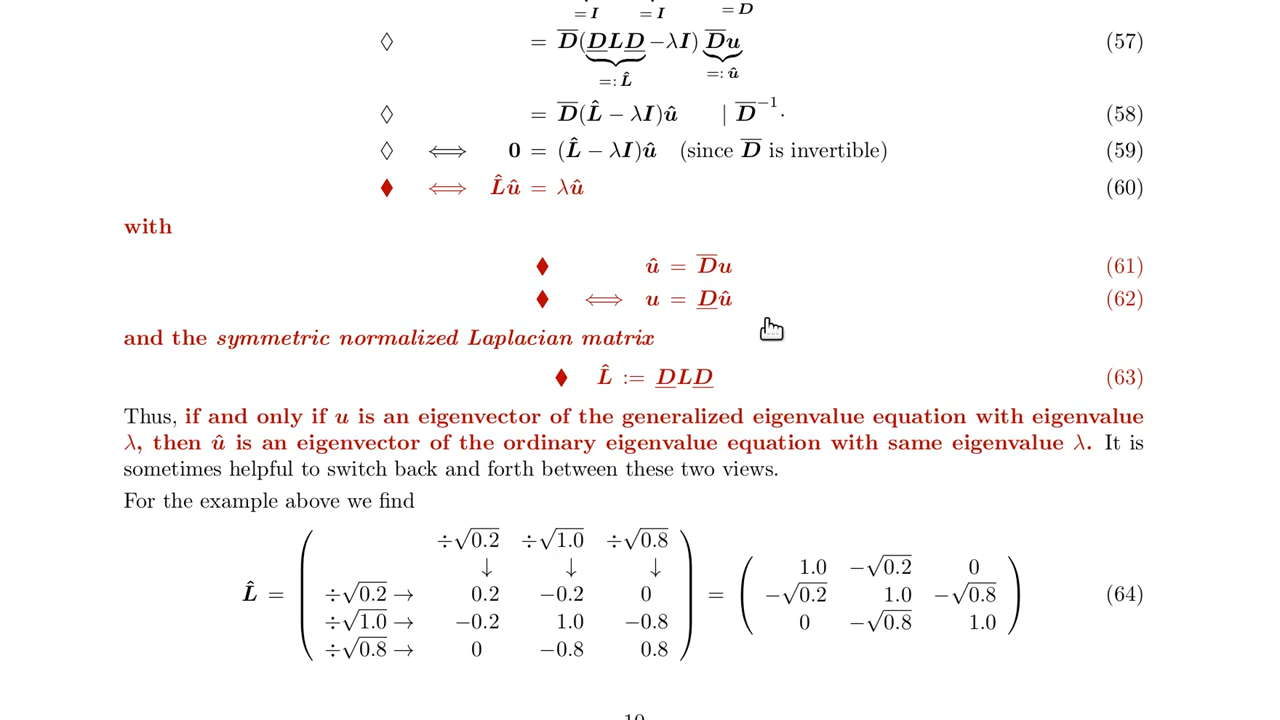 = I = I = D
◊ = D̅(D̲LD̲ − λI) D̅u (57)
=: L̂ =: û
◊ = D̅(L̂ − λI)û | D̅⁻¹· (58)
◊ ⟺ 0 = (L̂ − λI)û (since D̅ is invertible) (59)
♦ ⟺ L̂û = λû (60)
with
♦ û = D̅u (61)
♦ ⟺ u = D̲û (62)
and the symmetric normalized Laplacian matrix
♦ L̂ := D̲LD̲ (63)
Thus, if and only if u is an eigenvector of the generalized eigenvalue equation with eigenvalue
λ, then û is an eigenvector of the ordinary eigenvalue equation with same eigenvalue λ. It is
sometimes helpful to switch back and forth between these two views.
For the example above we find
÷√0.2 ÷√1.0 ÷√0.8
↓ ↓ ↓ 1.0 −√0.2 0
L̂ = ÷√0.2 → 0.2 −0.2 0 = −√0.2 1.0 −√0.8 (64)
÷√1.0 → −0.2 1.0 −0.8 0 −√0.8 1.0
÷√0.8 → 0 −0.8 0.8